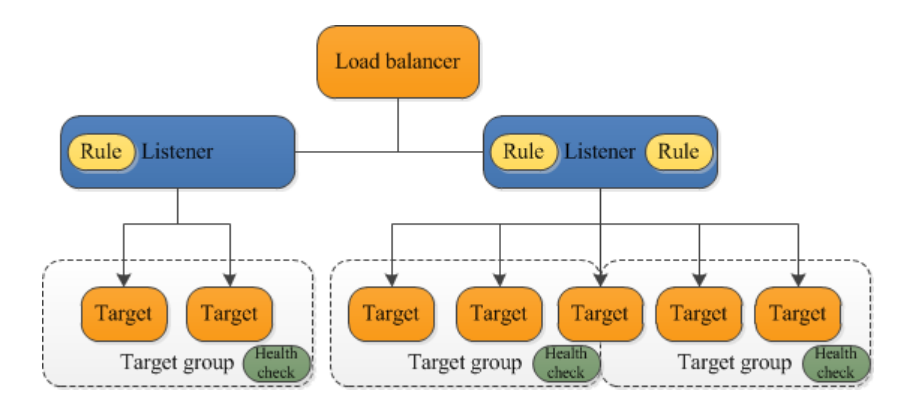 Load balancer
Rule Listener
Rule Listener Rule
Target Target
Target Target Target Target Target
Target group Health check
Target group Health check
Target group Health check